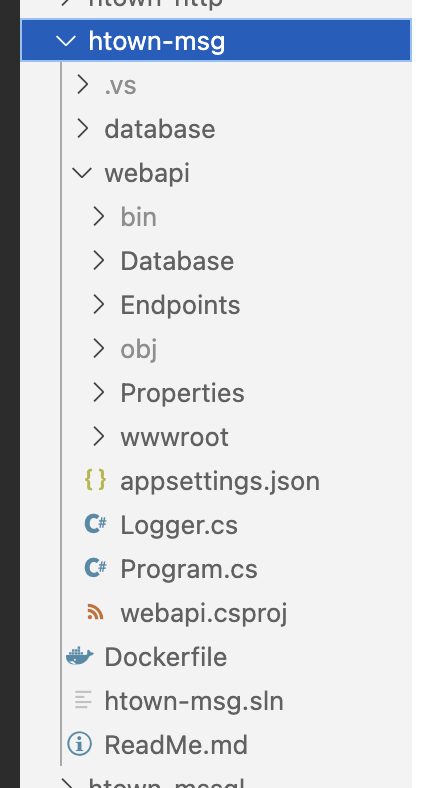 htown-http
htown-msg
.vs
database
webapi
bin
Database
Endpoints
obj
Properties
wwwroot
{} appsettings.json
C# Logger.cs
C# Program.cs
webapi.csproj
Dockerfile
htown-msg.sln
ReadMe.md
htown-mssql